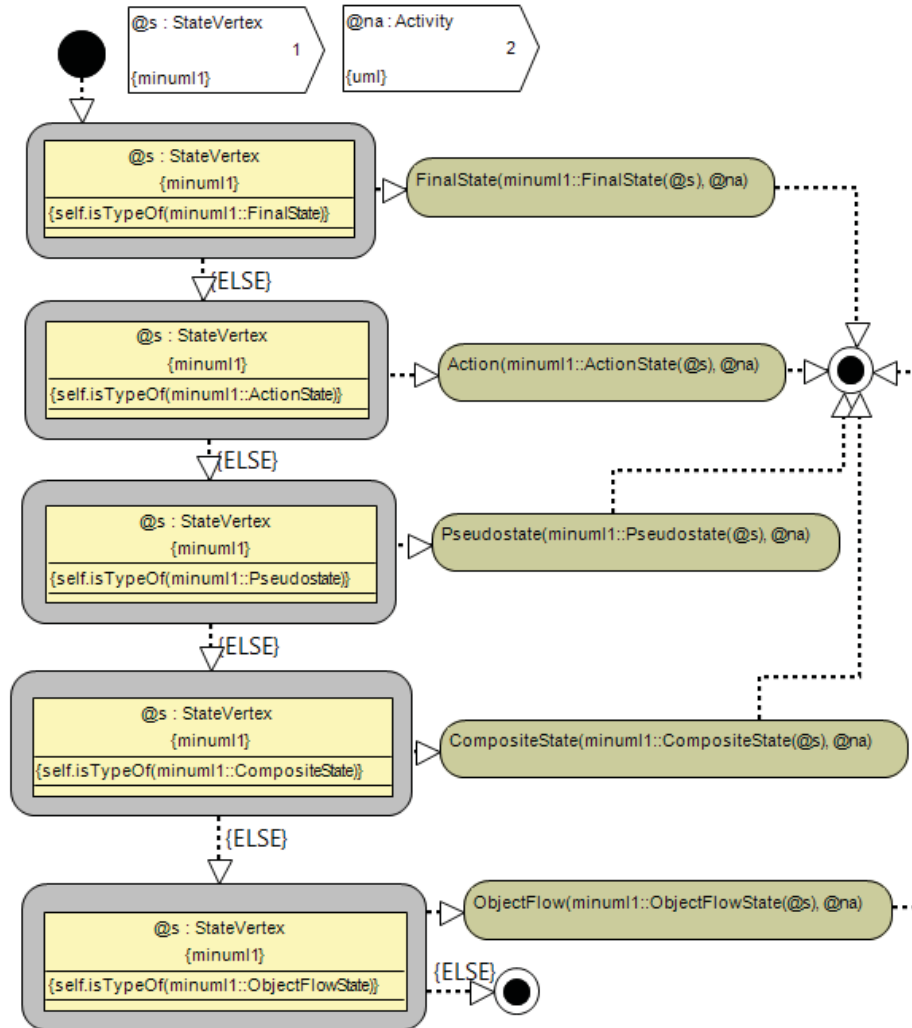 @s : StateVertex
1
{minuml1}
@na : Activity
2
{uml}
@s : StateVertex
{minuml1}
{self.isTypeOf(minuml1::FinalState)}
FinalState(minuml1::FinalState(@s), @na)
{ELSE}
@s : StateVertex
{minuml1}
{self.isTypeOf(minuml1::ActionState)}
Action(minuml1::ActionState(@s), @na)
{ELSE}
@s : StateVertex
{minuml1}
{self.isTypeOf(minuml1::Pseudostate)}
Pseudostate(minuml1::Pseudostate(@s), @na)
{ELSE}
@s : StateVertex
{minuml1}
{self.isTypeOf(minuml1::CompositeState)}
CompositeState(minuml1::CompositeState(@s), @na)
{ELSE}
@s : StateVertex
{minuml1}
{self.isTypeOf(minuml1::ObjectFlowState)}
ObjectFlow(minuml1::ObjectFlowState(@s), @na)
{ELSE}